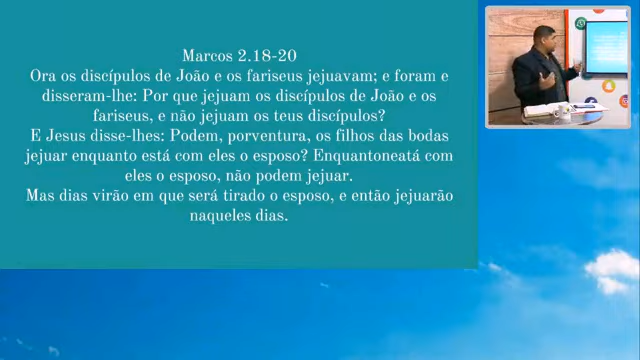 Marcos 2.18-20
Ora os discípulos de João e os fariseus jejuavam; e foram e
disseram-lhe: Por que jejuam os discípulos de João e os
fariseus, e não jejuam os teus discípulos?
E Jesus disse-lhes: Podem, porventura, os filhos das bodas
jejuar enquanto está com eles o esposo? Enquantoneatá com
eles o esposo, não podem jejuar.
Mas dias virão em que será tirado o esposo, e então jejuarão
naqueles dias.